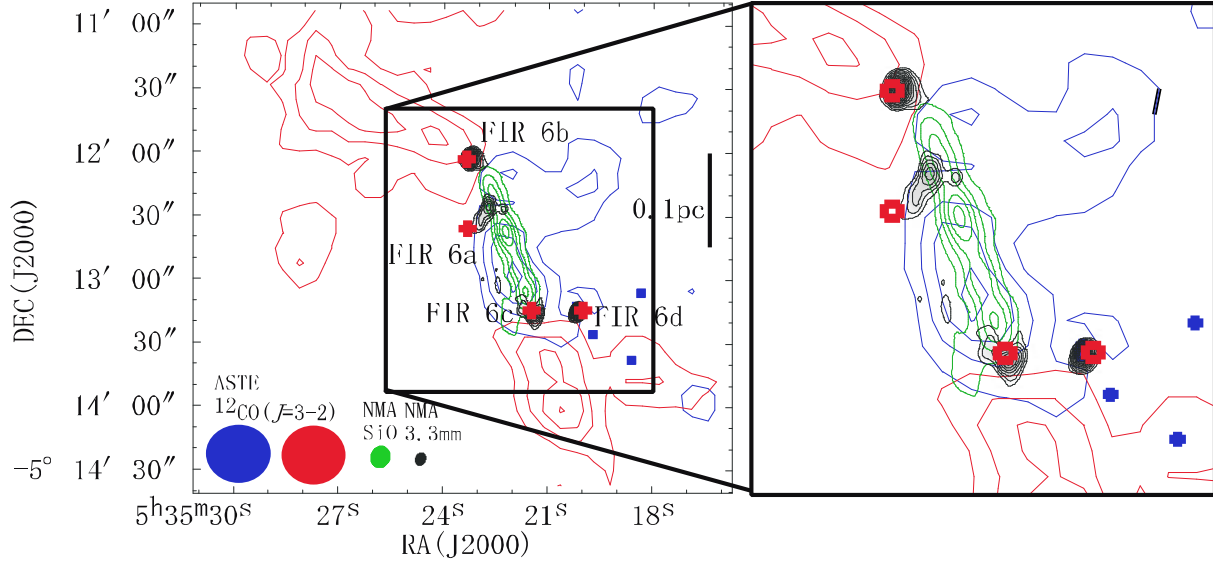 11′ 00″
30″
12′ 00″
30″
13′ 00″
30″
14′ 00″
-5° 14′ 30″
DEC(J2000)
FIR 6b
0.1pc
FIR 6a
FIR 6c
FIR 6d
ASTE
¹²CO(J=3-2)
NMA NMA
SiO 3.3mm
5ʰ35ᵐ30ˢ 27ˢ 24ˢ 21ˢ 18ˢ
RA(J2000)